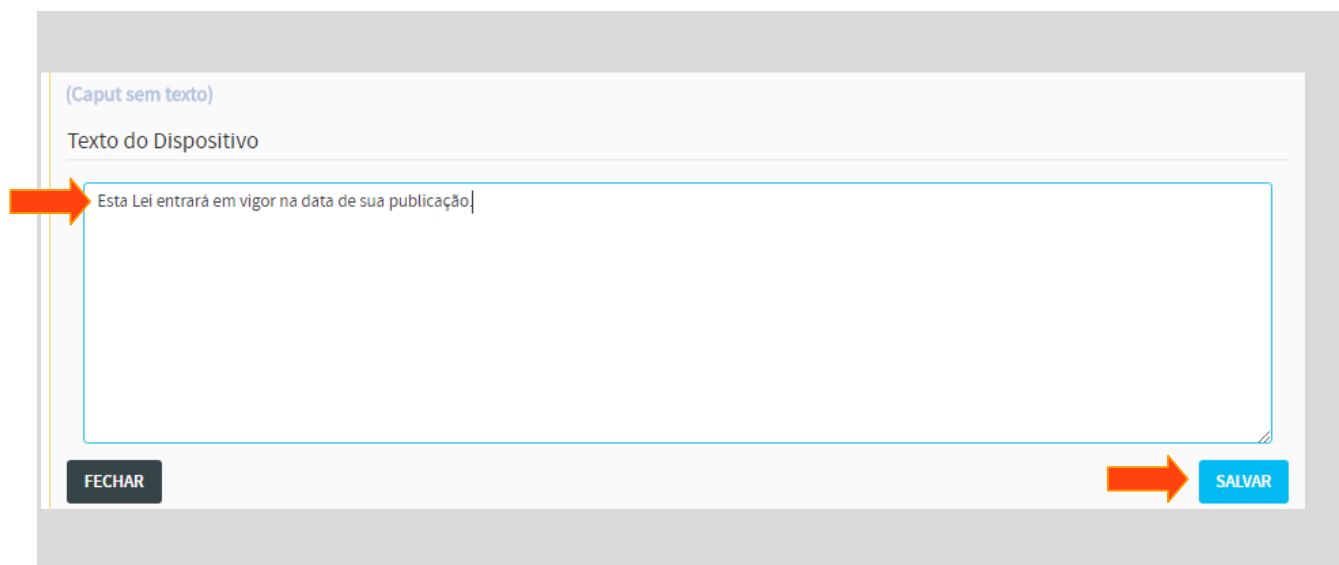 (Caput sem texto)
Texto do Dispositivo
Esta Lei entrará em vigor na data de sua publicação.
FECHAR
SALVAR